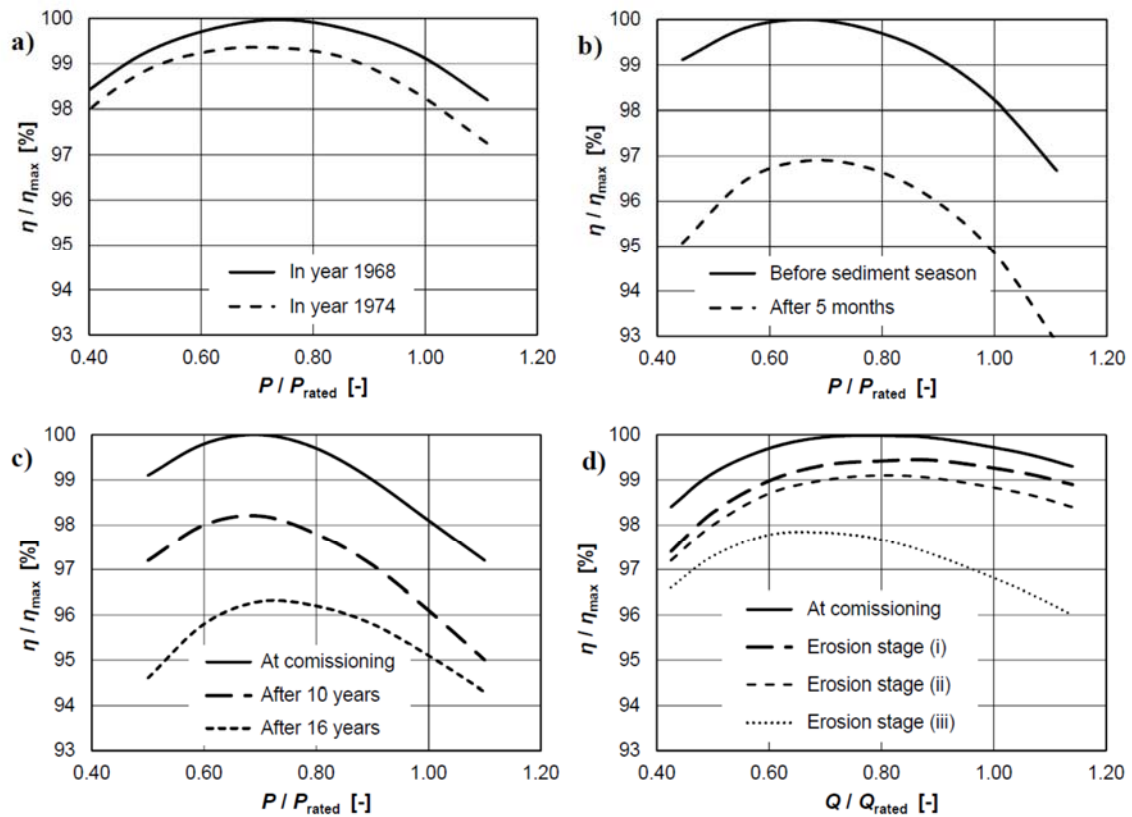 a)
100
99
98
97
96
95
94
93
η / ηmax [%]
In year 1968
In year 1974
0.40 0.60 0.80 1.00 1.20
P / Prated [-]
b)
100
99
98
97
96
95
94
93
η / ηmax [%]
Before sediment season
After 5 months
0.40 0.60 0.80 1.00 1.20
P / Prated [-]
c)
100
99
98
97
96
95
94
93
η / ηmax [%]
At comissioning
After 10 years
After 16 years
0.40 0.60 0.80 1.00 1.20
P / Prated [-]
d)
100
99
98
97
96
95
94
93
η / ηmax [%]
At comissioning
Erosion stage (i)
Erosion stage (ii)
Erosion stage (iii)
0.40 0.60 0.80 1.00 1.20
Q / Qrated [-]